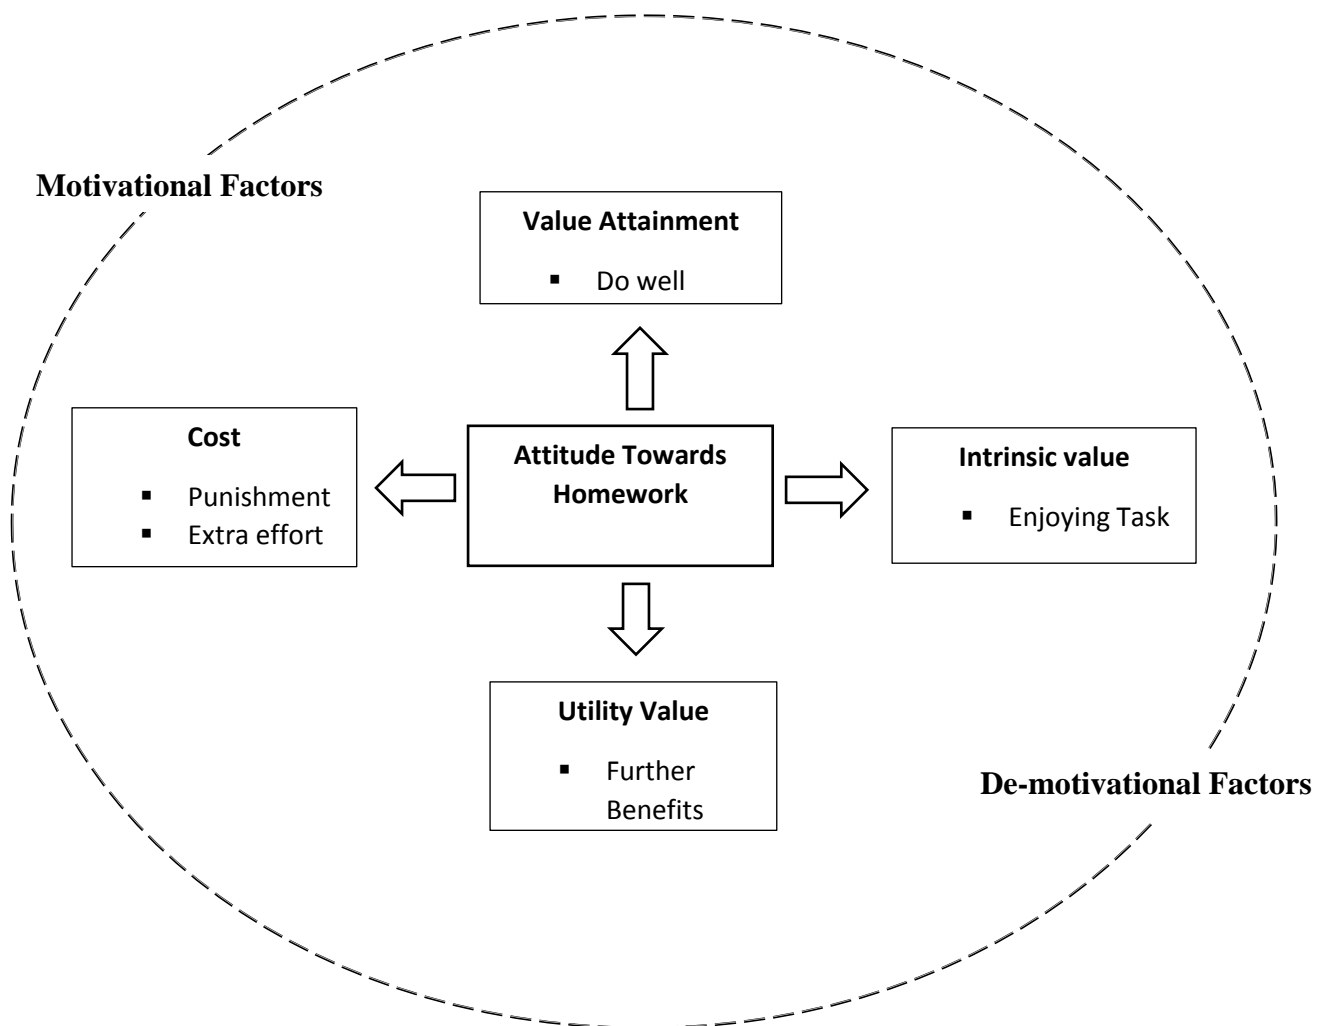 Motivational Factors
Value Attainment
▪ Do well
Cost
▪ Punishment
▪ Extra effort
Attitude Towards
Homework
Intrinsic value
▪ Enjoying Task
Utility Value
▪ Further
Benefits
De-motivational Factors